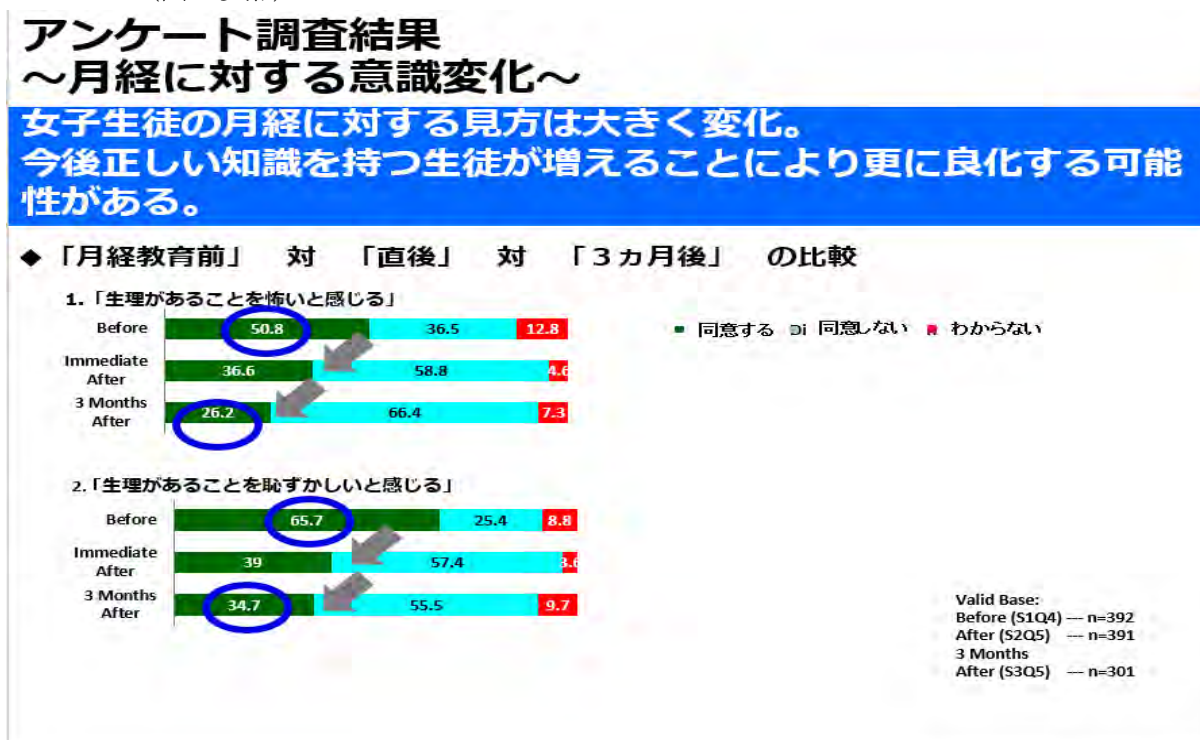 アンケート調査結果
～月経に対する意識変化～
女子生徒の月経に対する見方は大きく変化。
今後正しい知識を持つ生徒が増えることにより更に良化する可能
性がある。
◆「月経教育前」 対 「直後」 対 「３ヵ月後」 の比較
1.「生理があることを怖いと感じる」
Before 50.8 36.5 12.8
■ 同意する Di 同意しない わからない
Immediate
After 36.6 58.8 4.6
3 Months
After 26.2 66.4 7.3
2.「生理があることを恥ずかしいと感じる」
Before 65.7 25.4 8.8
Immediate
After 39 57.4 3.6
3 Months
After 34.7 55.5 9.7
Valid Base:
Before (S1Q4) --- n=392
After (S2Q5) --- n=391
3 Months
After (S3Q5) --- n=301